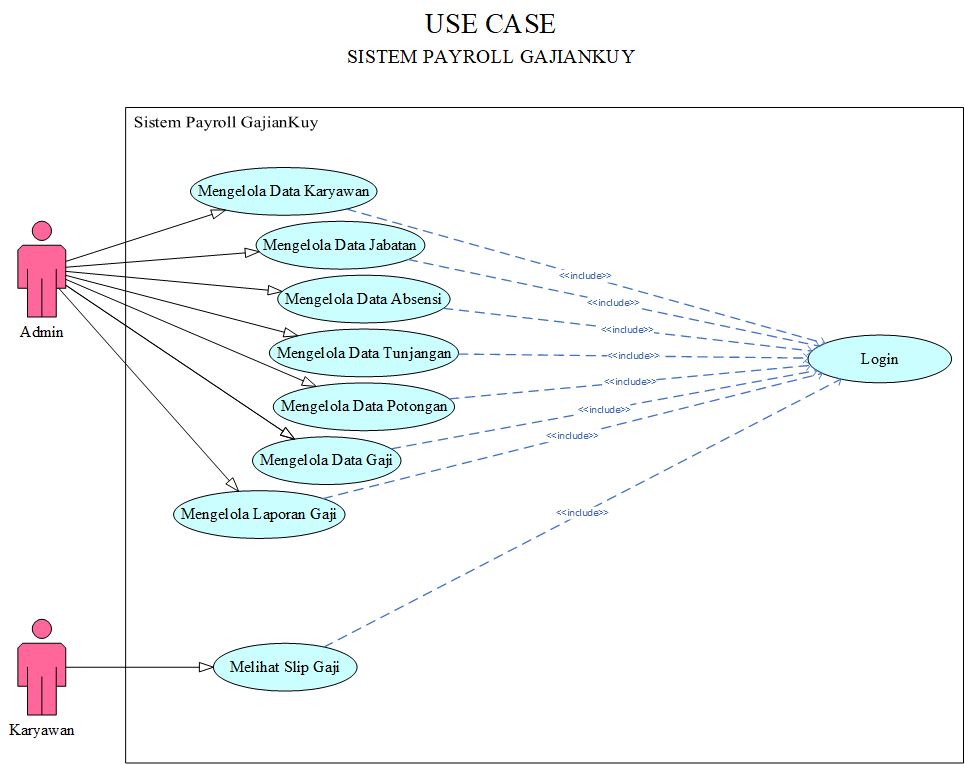 USE CASE
SISTEM PAYROLL GAJIANKUY
Sistem Payroll GajianKuy
Mengelola Data Karyawan
Mengelola Data Jabatan
<<include>>
Mengelola Data Absensi
<<include>>
Admin
<<include>>
Mengelola Data Tunjangan
<<include>>
Login
<<include>>
Mengelola Data Potongan
<<include>>
<<include>>
Mengelola Data Gaji
Mengelola Laporan Gaji
<<include>>
Melihat Slip Gaji
Karyawan